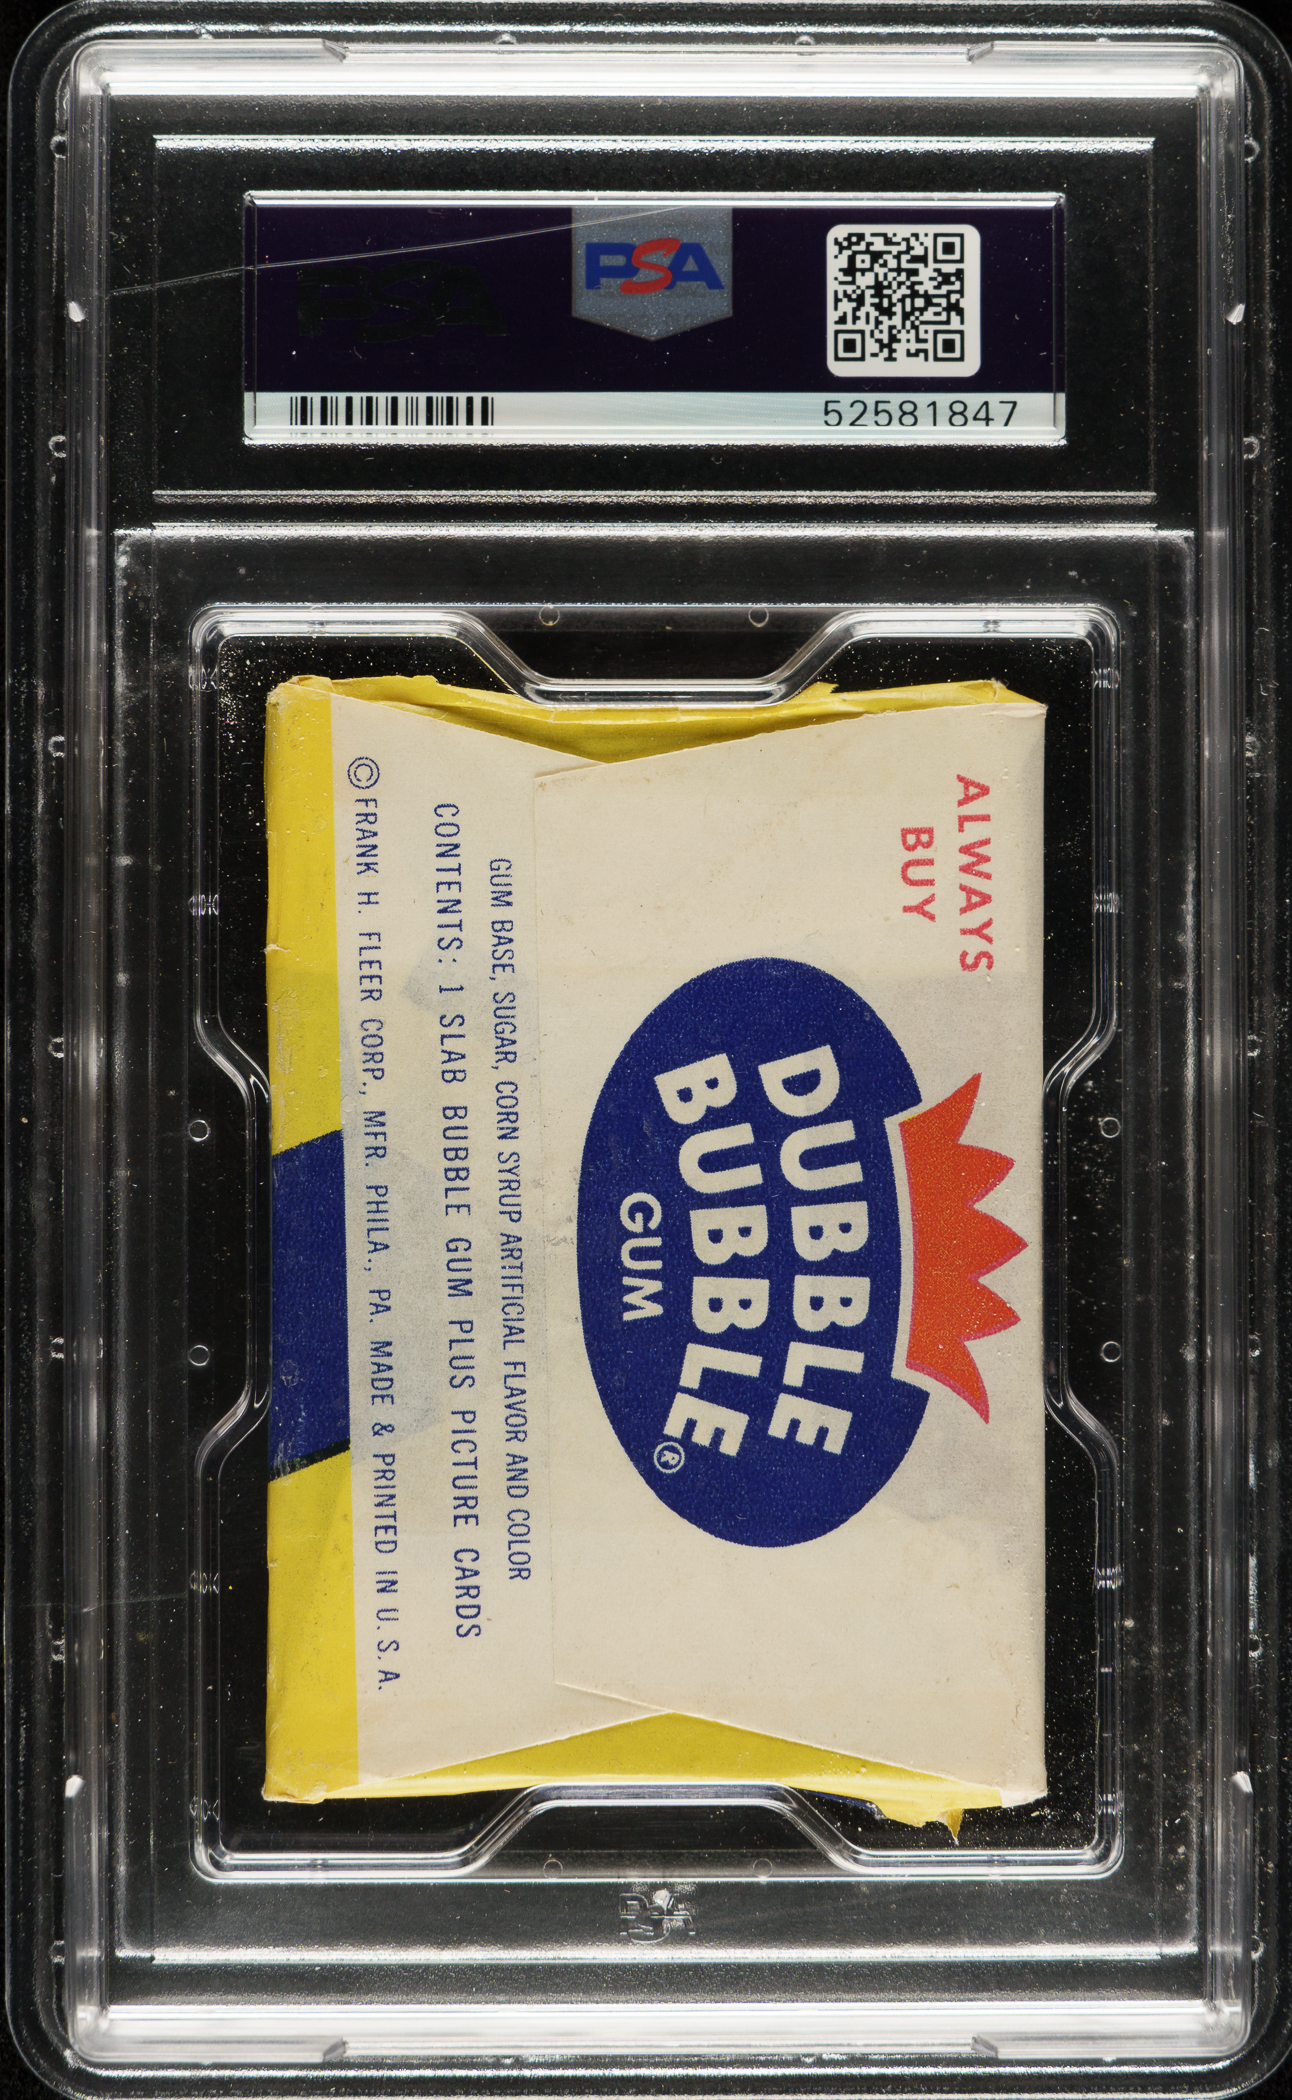 PSA
PSA
52581847
ALWAYS
BUY
DUBBLE
BUBBLE
GUM
®
GUM BASE, SUGAR, CORN SYRUP ARTIFICIAL FLAVOR AND COLOR
CONTENTS: 1 SLAB BUBBLE GUM PLUS PICTURE CARDS
© FRANK H. FLEER CORP., MFR. PHILA., PA. MADE & PRINTED IN U. S. A.
PSA